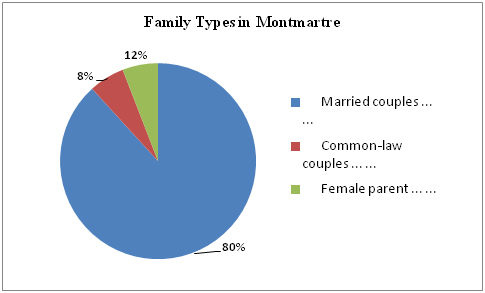 Family Types in Montmartre
12%
8%
80%
Married couples ...
...
Common-law
couples ... ...
Female parent ... ...